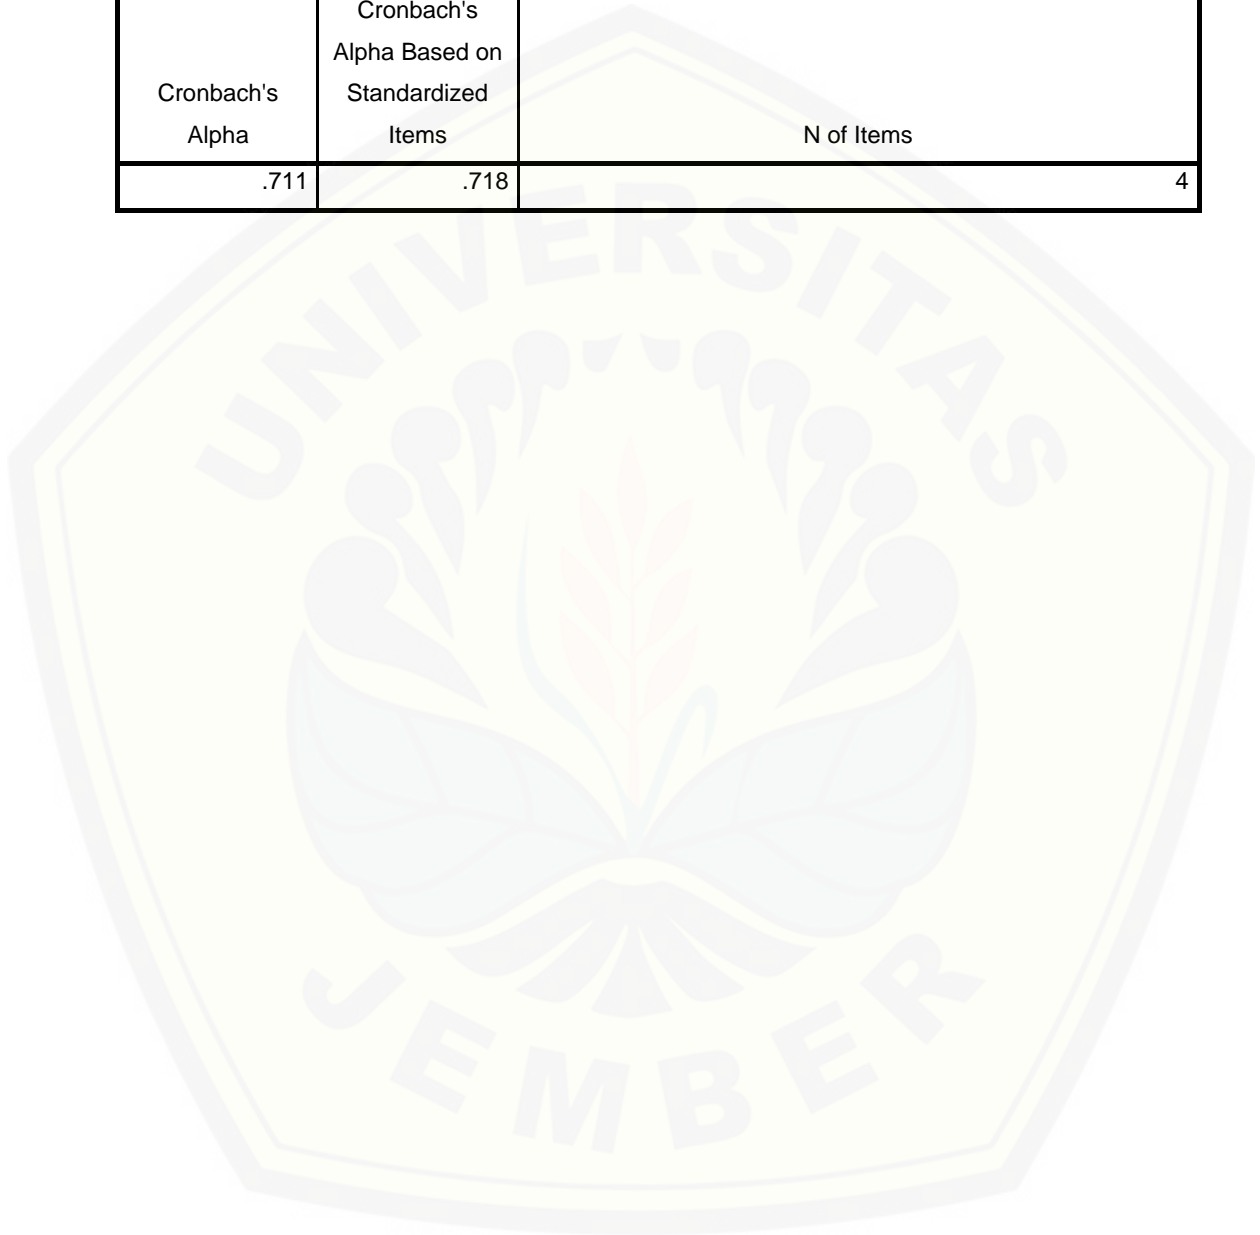 Cronbach's
Alpha Based on
Cronbach's Standardized
Alpha Items N of Items
.711 .718 4
UNIVERSITAS
JEMBER